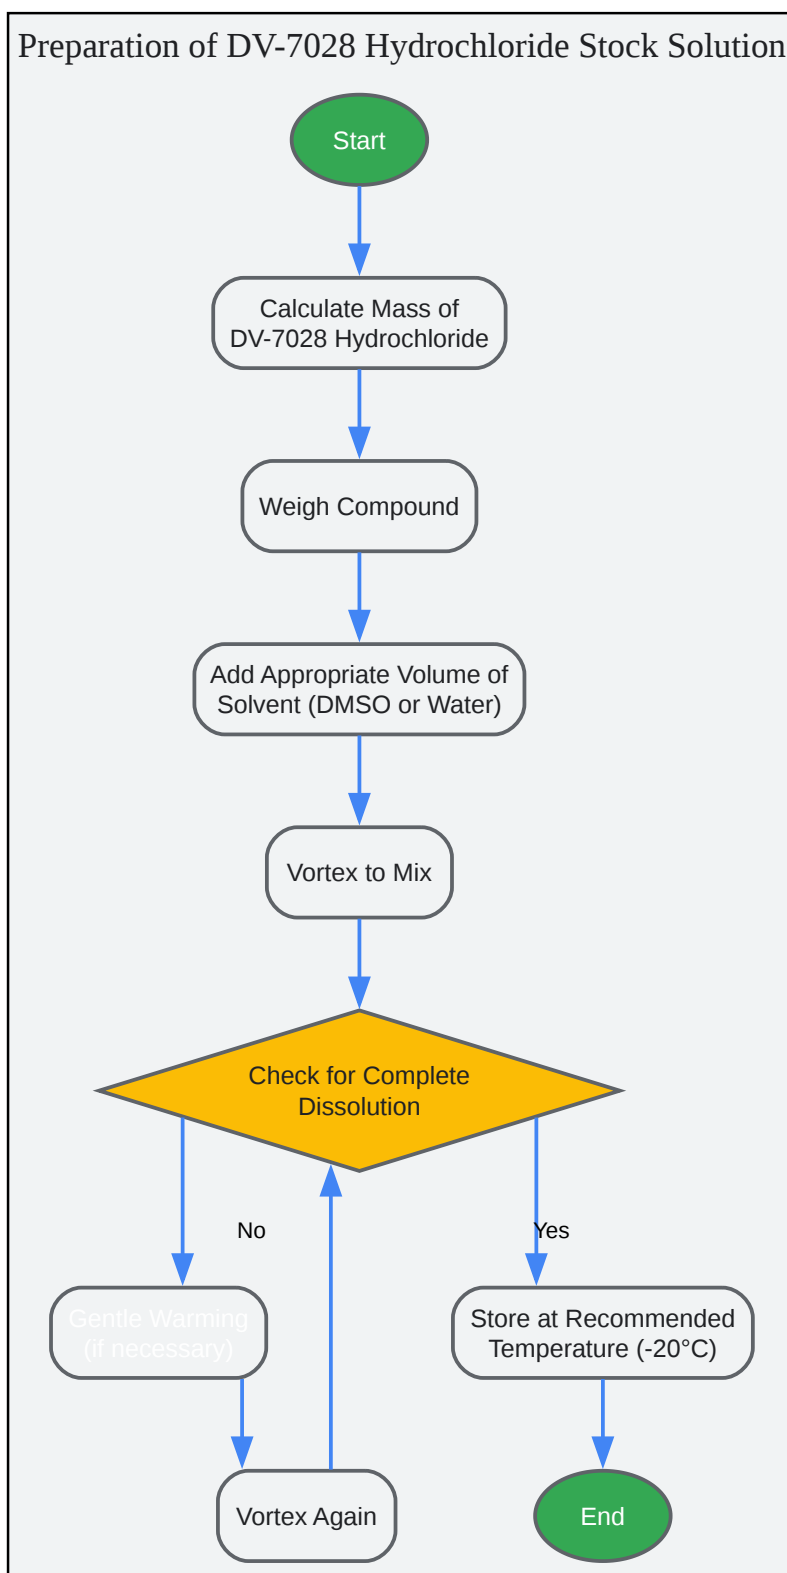 Preparation of DV-7028 Hydrochloride Stock Solution
Start
Calculate Mass of
DV-7028 Hydrochloride
Weigh Compound
Add Appropriate Volume of
Solvent (DMSO or Water)
Vortex to Mix
Check for Complete
Dissolution
No
Yes
Gentle Warming
(if necessary)
Store at Recommended
Temperature (-20°C)
Vortex Again
End